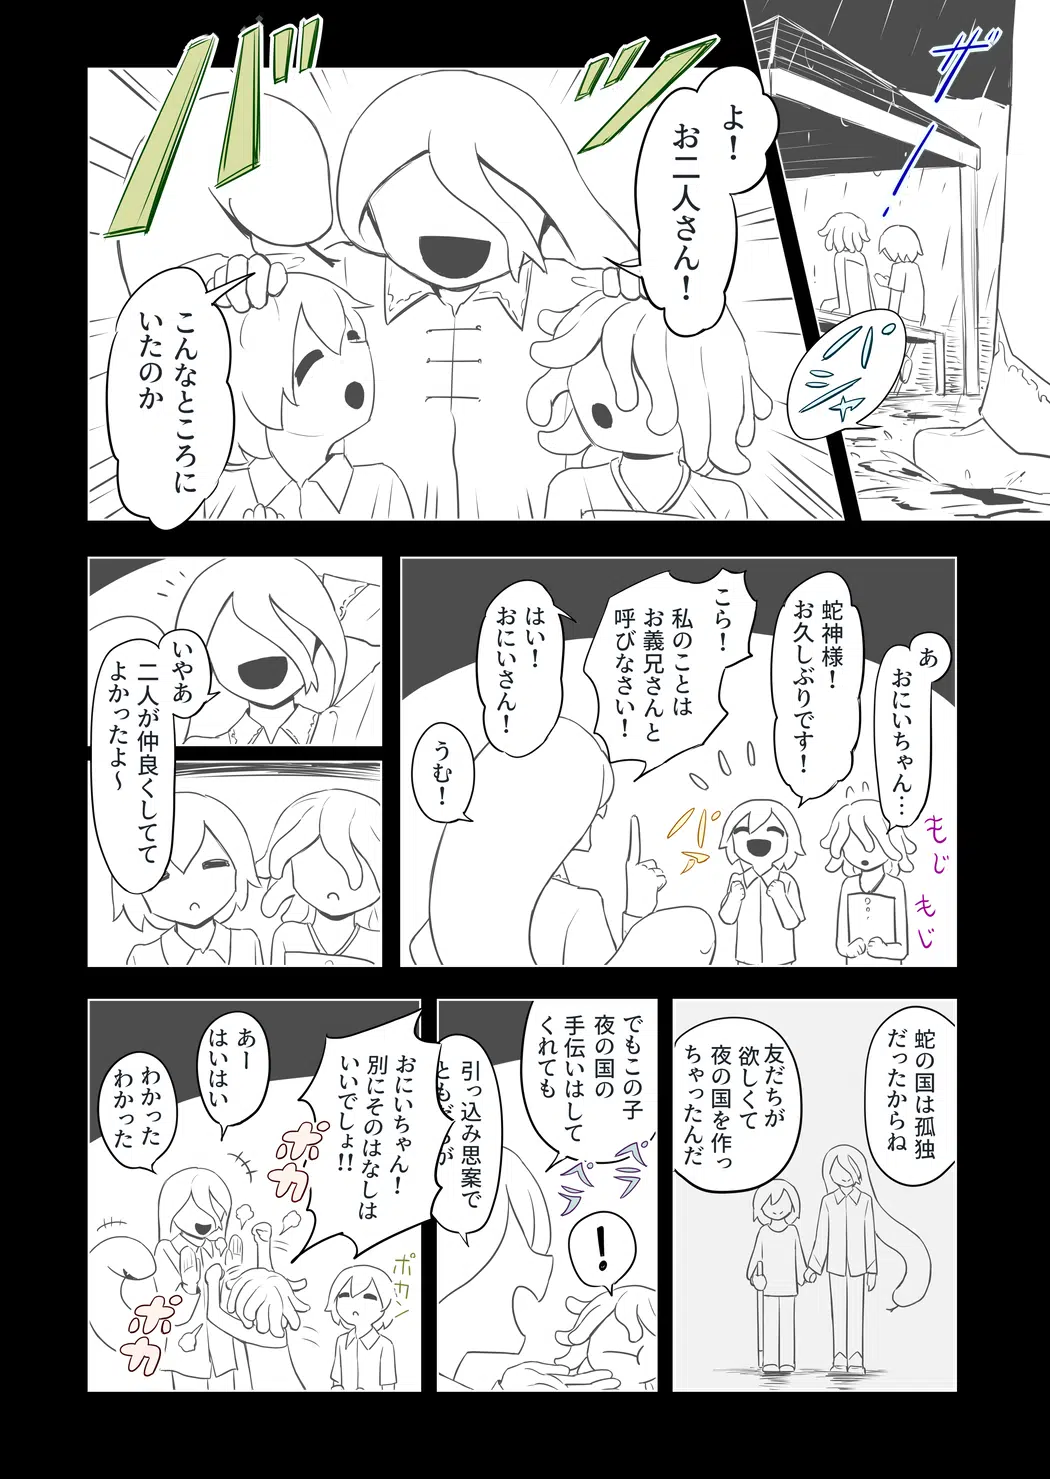 ザーー
パシャ
バーッ
よ!
お二人さん!
こんなところに
いたのか
あ
おにいちゃん…
もじ
もじ
蛇神様!
お久しぶりです!
パァ
こら!
私のことは
お義兄さんと
呼びなさい!
はい!
おにいさん!
うむ!
いやあ
二人が仲良くしてて
よかったよ～
蛇の国は孤独
だったからね
友だちが
欲しくて
夜の国を作っ
ちゃったんだ
でもこの子
夜の国の
手伝いはして
くれても
ペラ
ペラ
!
引っ込み思案で
ともだちが
おにいちゃん!
別にそのはなしは
いいでしょ!!
ポカ
ポカ
ポカン
あー
はいはい
わかった
わかった